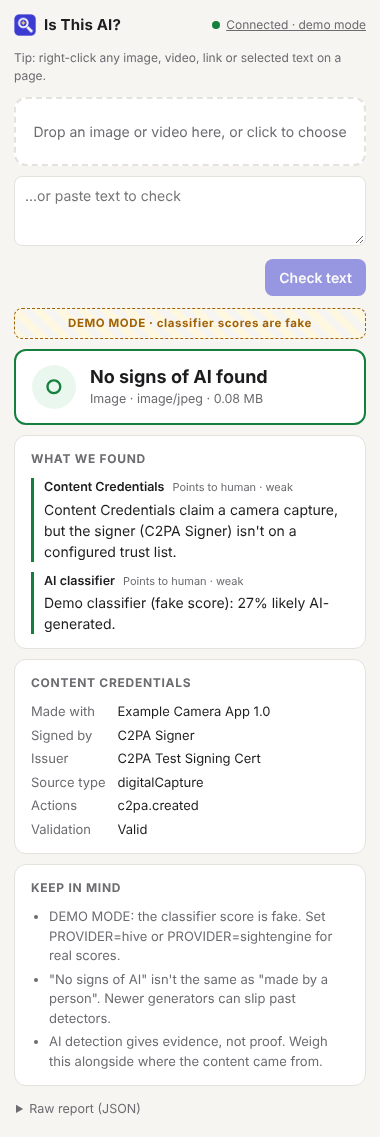 Is This AI?
Connected · demo mode
Tip: right-click any image, video, link or selected text on a
page.
Drop an image or video here, or click to choose
...or paste text to check
Check text
DEMO MODE · classifier scores are fake
No signs of AI found
Image · image/jpeg · 0.08 MB
WHAT WE FOUND
Content Credentials Points to human · weak
Content Credentials claim a camera capture,
but the signer (C2PA Signer) isn't on a
configured trust list.
AI classifier Points to human · weak
Demo classifier (fake score): 27% likely AI-
generated.
CONTENT CREDENTIALS
Made with Example Camera App 1.0
Signed by C2PA Signer
Issuer C2PA Test Signing Cert
Source type digitalCapture
Actions c2pa.created
Validation Valid
KEEP IN MIND
• DEMO MODE: the classifier score is fake. Set
PROVIDER=hive or PROVIDER=sightengine for
real scores.
• "No signs of AI" isn't the same as "made by a
person". Newer generators can slip past
detectors.
• AI detection gives evidence, not proof. Weigh
this alongside where the content came from.
Raw report (JSON)